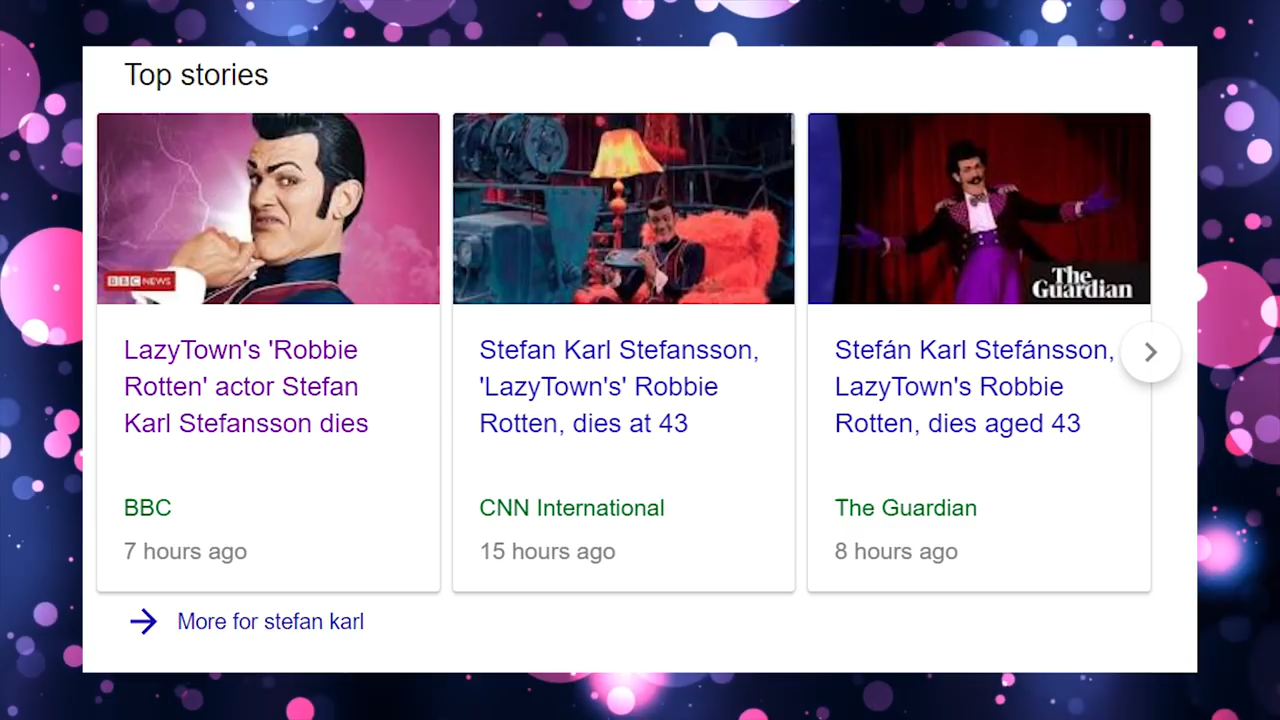 Top stories
BBC NEWS
The
Guardian
LazyTown's 'Robbie
Rotten' actor Stefan
Karl Stefansson dies
BBC
7 hours ago
Stefan Karl Stefansson,
'LazyTown's' Robbie
Rotten, dies at 43
CNN International
15 hours ago
Stefán Karl Stefánsson,
LazyTown's Robbie
Rotten, dies aged 43
The Guardian
8 hours ago
More for stefan karl